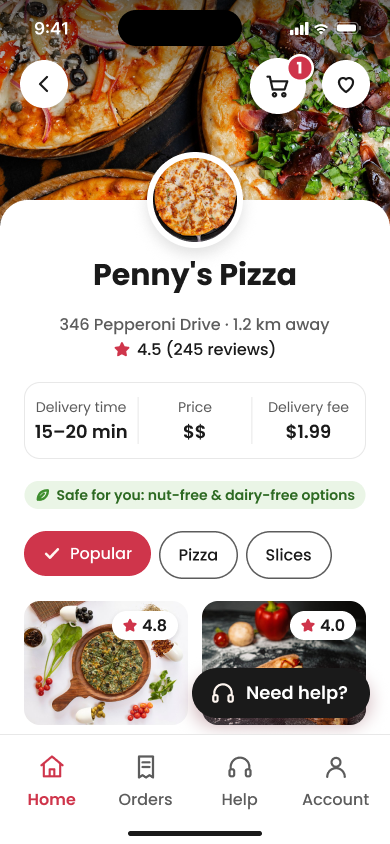 9:41
1
Penny's Pizza
346 Pepperoni Drive · 1.2 km away
4.5 (245 reviews)
Delivery time
15–20 min
Price
$$
Delivery fee
$1.99
Safe for you: nut-free & dairy-free options
Popular
Pizza
Slices
4.8
4.0
Need help?
Home
Orders
Help
Account